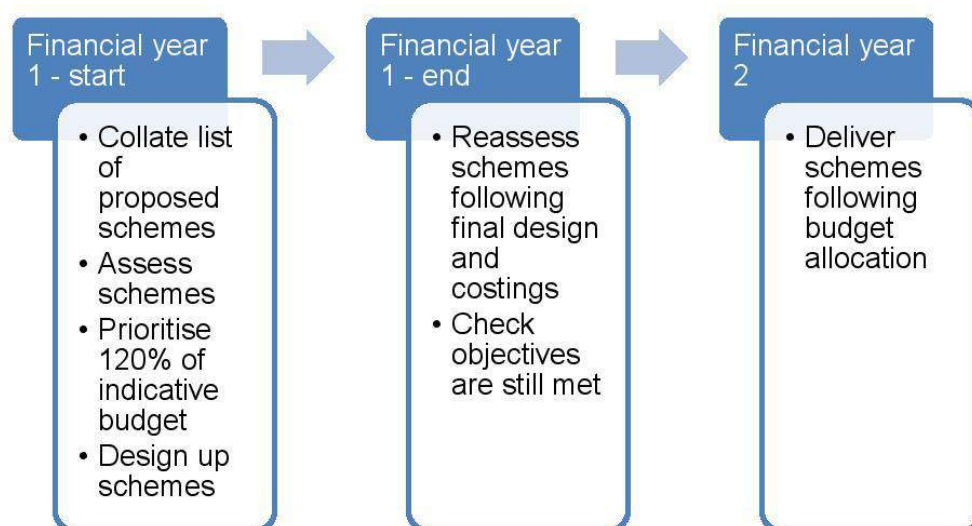 Financial year
1 - start
• Collate list
of
proposed
schemes
• Assess
schemes
• Prioritise
120% of
indicative
budget
• Design up
schemes
Financial year
1 - end
• Reassess
schemes
following
final design
and
costings
• Check
objectives
are still met
Financial year
2
• Deliver
schemes
following
budget
allocation